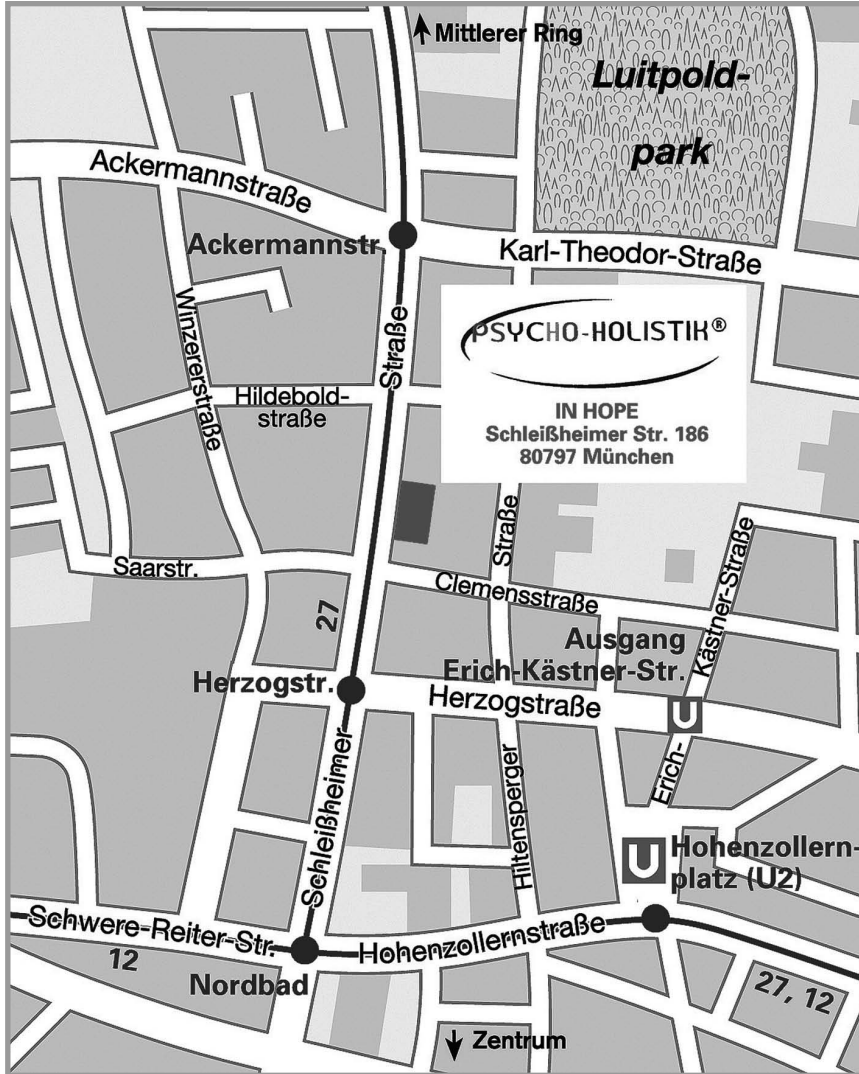 Mittlerer Ring
Luitpold-
park
Ackermannstraße
Ackermannstr.
Karl-Theodor-Straße
Winzererstraße
Straße
PSYCHO-HOLISTIK®
IN HOPE
Schleißheimer Str. 186
80797 München
Hildebold-
straße
Straße
Kästner-Straße
Saarstr.
Clemensstraße
27
Ausgang
Erich-Kästner-Str.
Herzogstr.
Herzogstraße
U
Schleißheimer
Hiltensperger
Erich-
U
Hohenzollern-
platz (U2)
Schwere-Reiter-Str.
Hohenzollernstraße
12
Nordbad
27, 12
Zentrum